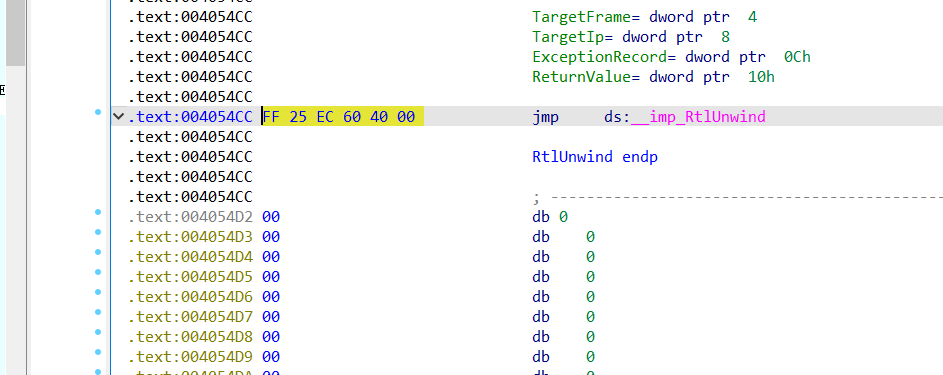 .text:004054CC TargetFrame= dword ptr  4
.text:004054CC TargetIp= dword ptr  8
.text:004054CC ExceptionRecord= dword ptr  0Ch
.text:004054CC ReturnValue= dword ptr  10h
.text:004054CC
.text:004054CC FF 25 EC 60 40 00 jmp     ds:__imp_RtlUnwind
.text:004054CC
.text:004054CC RtlUnwind endp
.text:004054CC
.text:004054CC ; ---------------------------------------
.text:004054D2 00 db 0
.text:004054D3 00 db    0
.text:004054D4 00 db    0
.text:004054D5 00 db    0
.text:004054D6 00 db    0
.text:004054D7 00 db    0
.text:004054D8 00 db    0
.text:004054D9 00 db    0